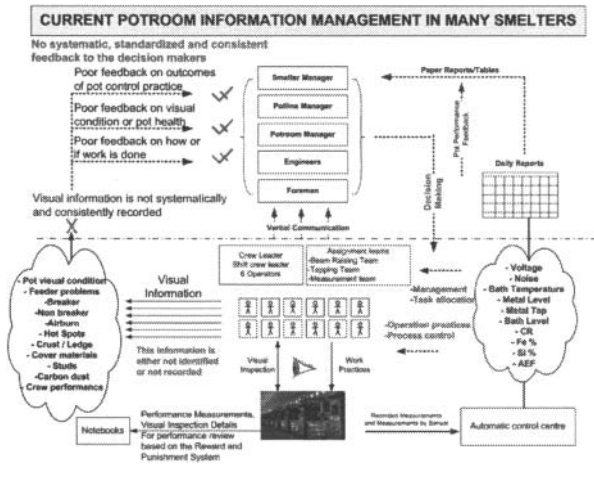 CURRENT POTROOM INFORMATION MANAGEMENT IN MANY SMELTERS
No systematic, standardized and consistent
feedback to the decision makers
Poor feedback on outcomes
of pot control practice
Poor feedback on visual
condition or pot health
Poor feedback on how or
if work is done
Visual information is not systematically
and consistently recorded
Smelter Manager
Potline Manager
Potroom Manager
Engineers
Foreman
Verbal Communication
Paper Reports/Tables
Pot Performance
Feedback
Decision
Making
Daily Reports
Crew Leader
Shift crew leader
6 Operators
Assignment teams
-Beam Raising Team
-Tapping Team
-Measurement team
- Pot visual condition
- Feeder problems
- Breaker
-Non breaker
- Airburn
- Hot Spots
- Crust / Ledge
- Cover materials
- Studs
- Carbon dust
- Crew performance
Visual
Information
This information is
either not identified
or not recorded
Visual
Inspection
Work
Practices
-Management
-Task allocation
-Operation practices
-Process control
- Voltage
- Noise
- Bath Temperature
- Metal Level
- Metal Tap
- Bath Level
- CR
- Fe %
- Si %
- AEF
Notebooks
Performance Measurements,
Visual Inspection Details
For performance review
based on the Reward and
Punishment System
Recorded Measurements
and Measurements by Sensor
Automatic control centre